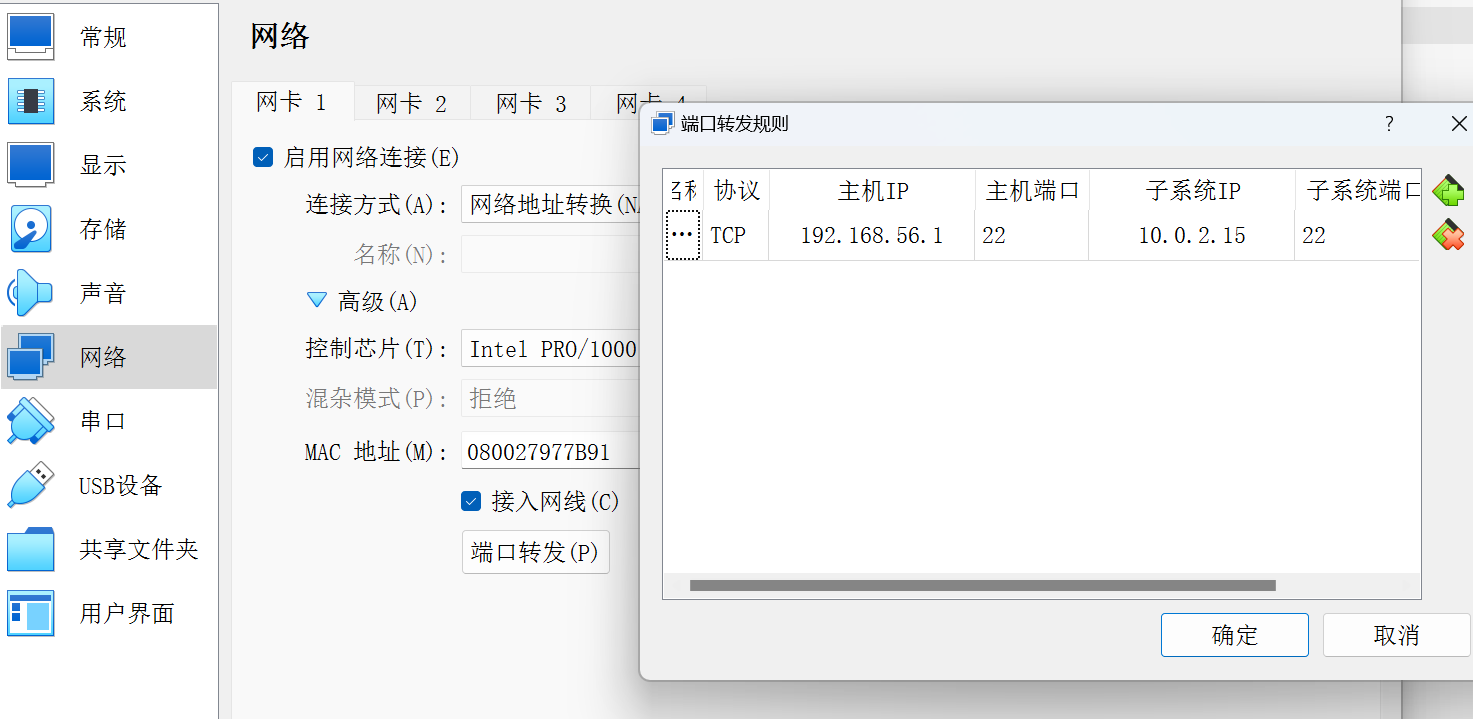 常规
系统
显示
存储
声音
网络
串口
USB设备
共享文件夹
用户界面
网络
网卡 1
网卡 2
网卡 3
网卡 4
启用网络连接(E)
连接方式(A):
网络地址转换(NA
名称(N):
高级(A)
控制芯片(T):
Intel PRO/1000
混杂模式(P):
拒绝
MAC 地址(M):
080027977B91
接入网线(C)
端口转发(P)
端口转发规则
?
名称 协议 主机IP 主机端口 子系统IP 子系统端口
... TCP 192.168.56.1 22 10.0.2.15 22
确定
取消